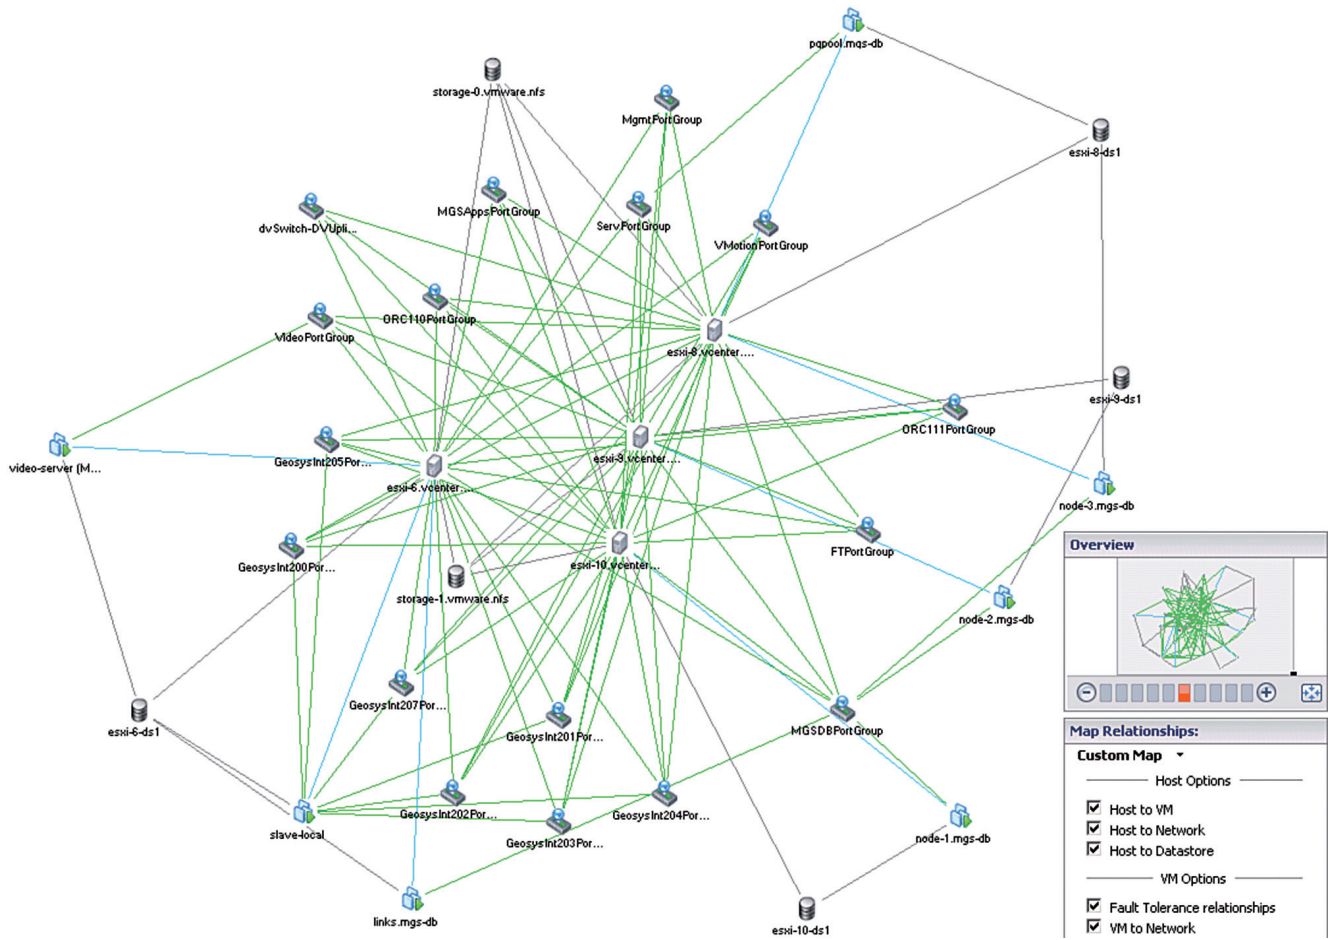 pgpool.mgs-db
storage-0.vmware.nfs
MgmtPortGroup
esxi-8-ds1
MGSAppsPortGroup
ServPortGroup
dvSwitch-DVUpli...
VMotionPortGroup
ORC110PortGroup
VideoPortGroup
esxi-8.vcenter....
esxi-9-ds1
ORC111PortGroup
video-server (M...
GeosysInt205Por...
esxi-9.vcenter....
esxi-6.vcenter....
node-3.mgs-db
FTPortGroup
GeosysInt200Por...
esxi-10.vcenter...
storage-1.vmware.nfs
node-2.mgs-db
GeosysInt207Por...
esxi-6-ds1
GeosysInt201Por...
MGSDBPortGroup
GeosysInt202Por...
GeosysInt204Por...
slave-local
GeosysInt203Por...
node-1.mgs-db
links.mgs-db
esxi-10-ds1
Overview
Map Relationships:
Custom Map
Host Options
Host to VM
Host to Network
Host to Datastore
VM Options
Fault Tolerance relationships
VM to Network